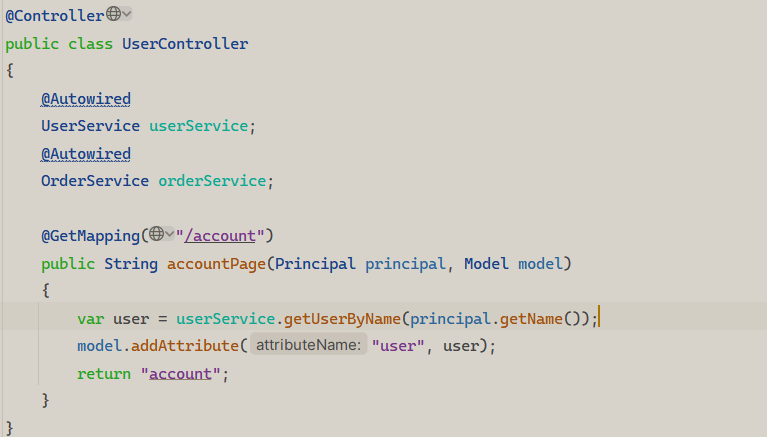 @Controller
public class UserController
{
@Autowired
UserService userService;
@Autowired
OrderService orderService;
@GetMapping("/account")
public String accountPage(Principal principal, Model model)
{
var user = userService.getUserByName(principal.getName());
model.addAttribute( attributeName: "user", user);
return "account";
}
}